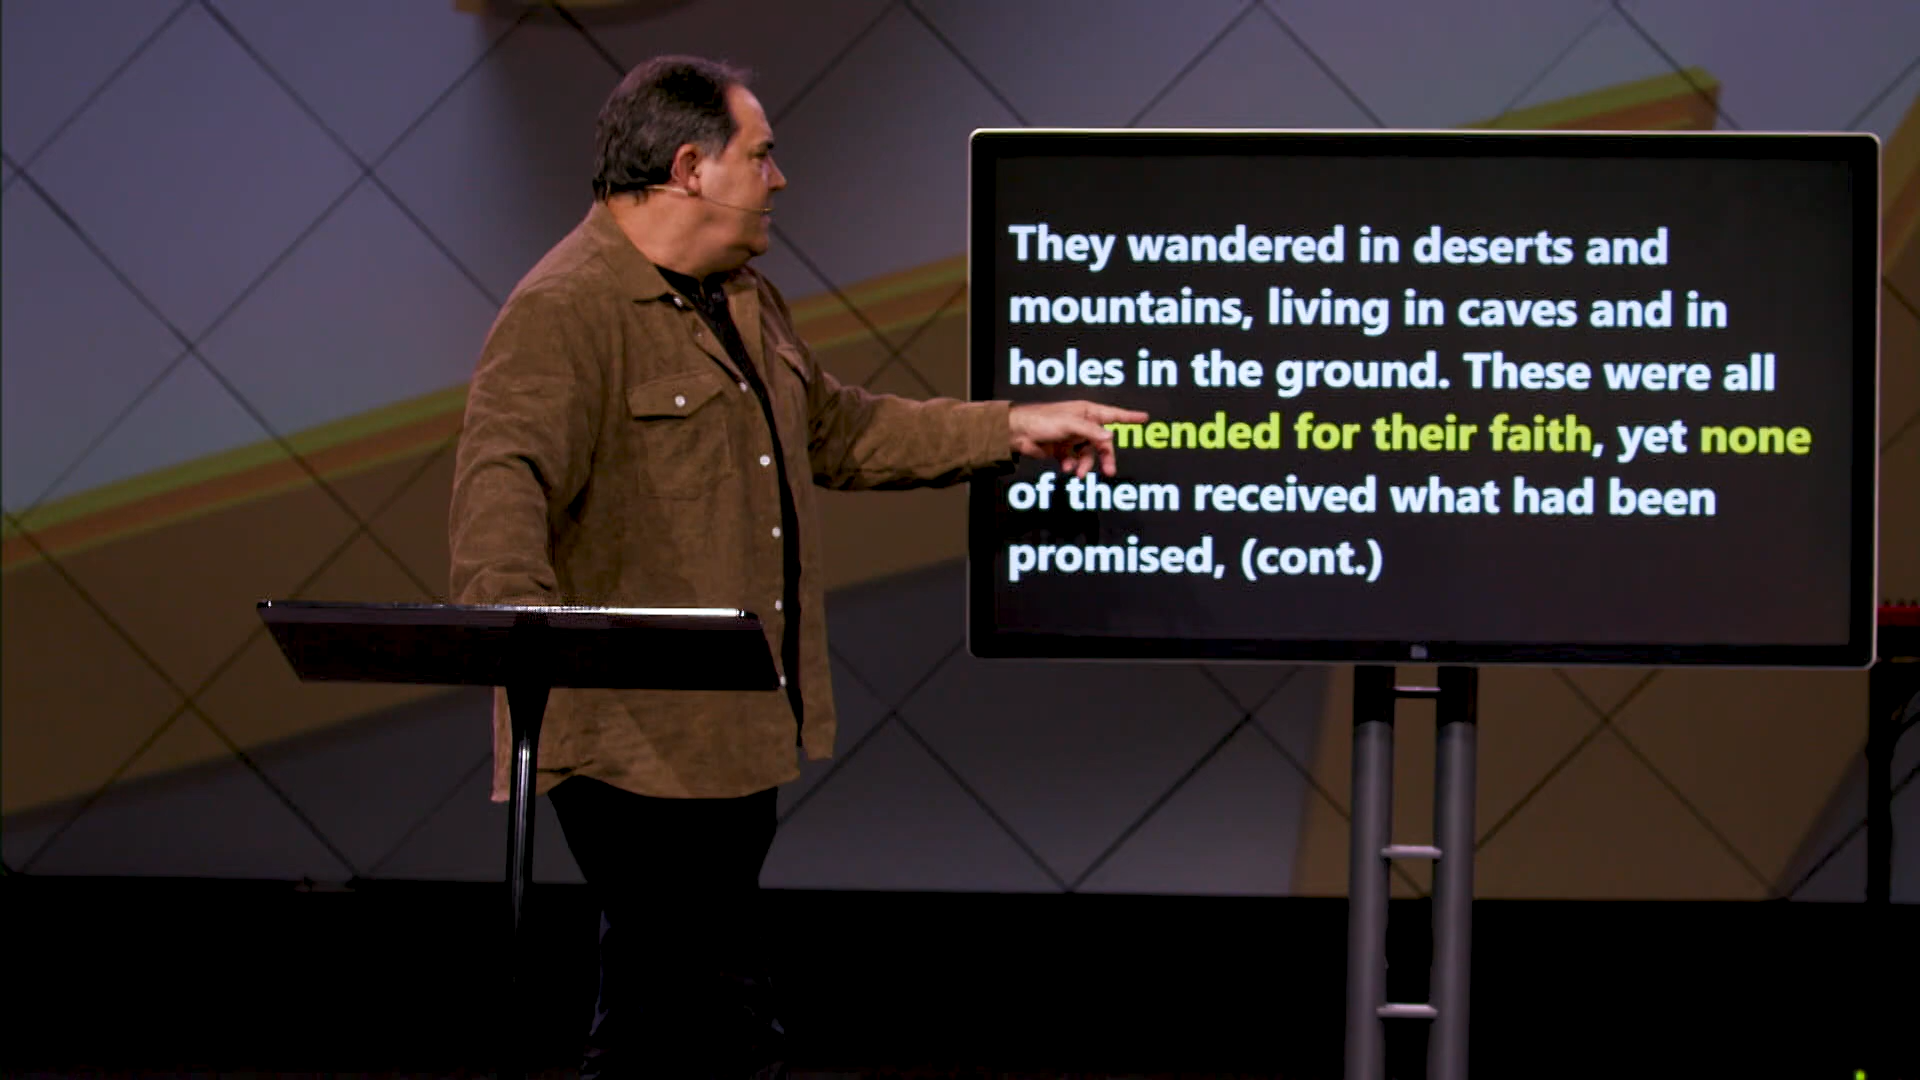 They wandered in deserts and
mountains, living in caves and in
holes in the ground. These were all
mended for their faith, yet none
of them received what had been
promised, (cont.)